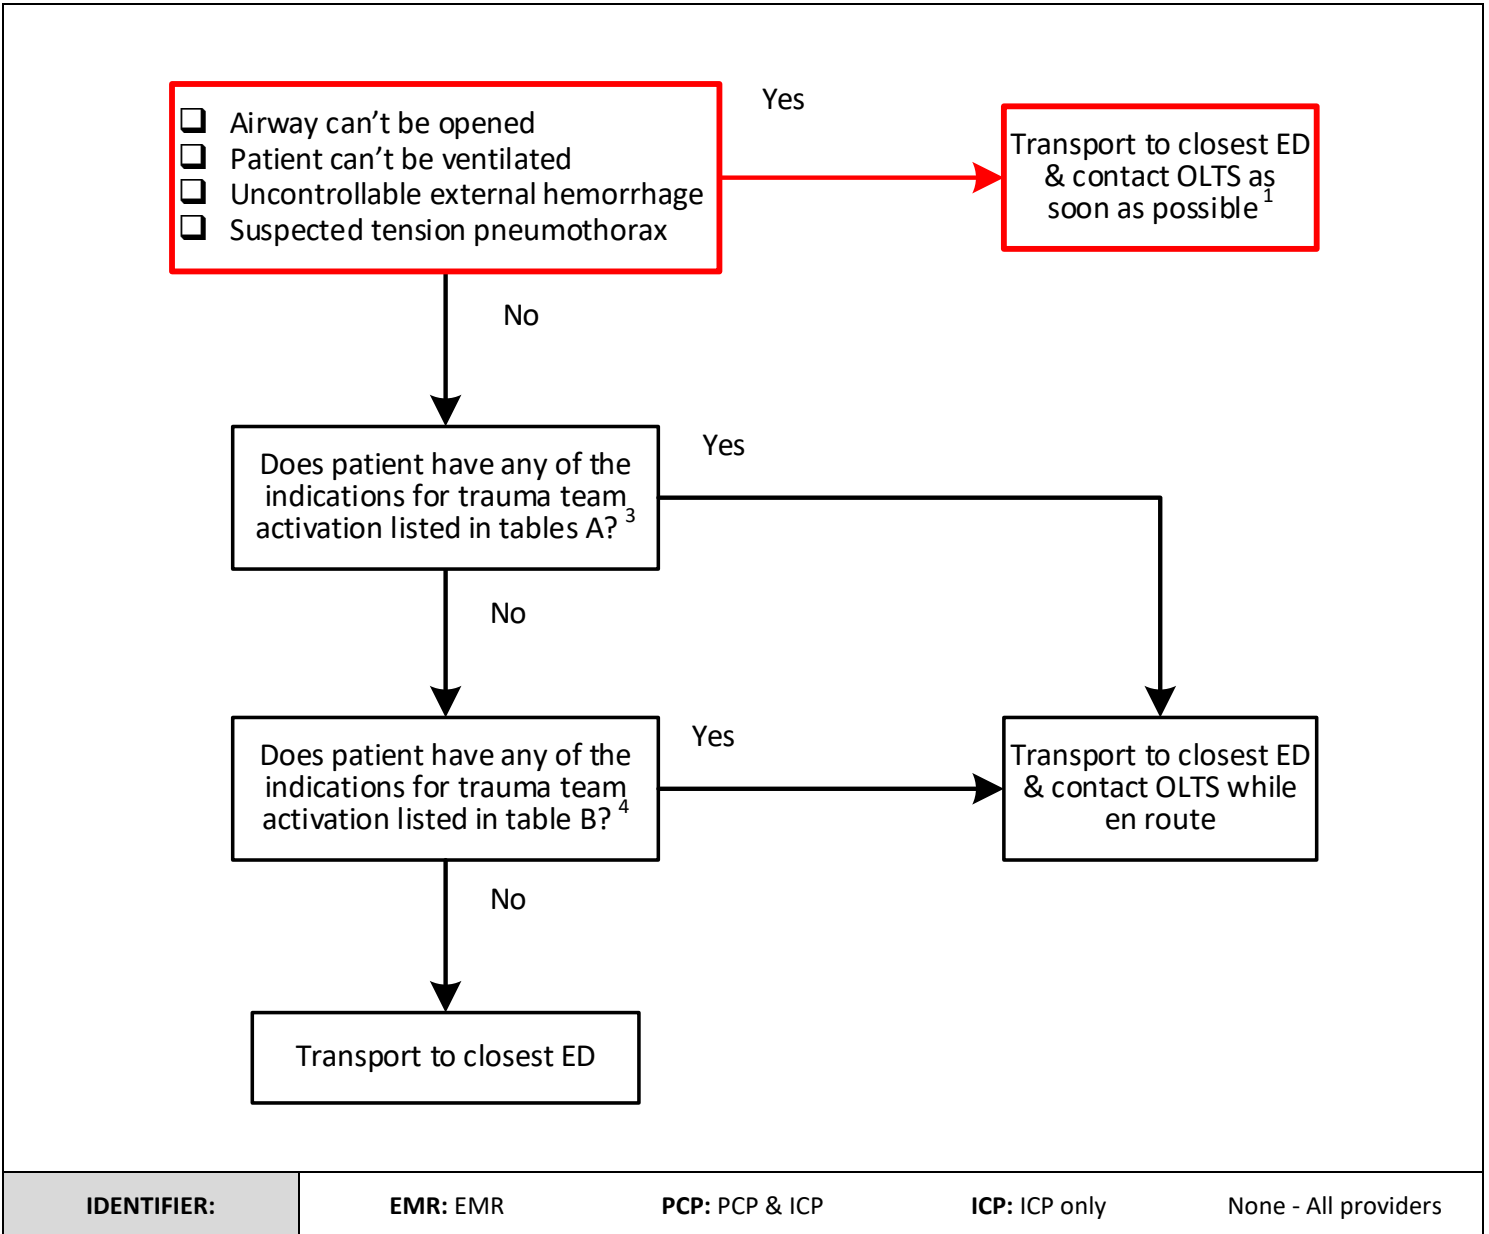 ❑ Airway can’t be opened
❑ Patient can’t be ventilated
❑ Uncontrollable external hemorrhage
❑ Suspected tension pneumothorax
Yes
Transport to closest ED
& contact OLTS as
soon as possible 1
No
Does patient have any of the
indications for trauma team
activation listed in tables A? 3
Yes
No
Does patient have any of the
indications for trauma team
activation listed in table B? 4
Yes
Transport to closest ED
& contact OLTS while
en route
No
Transport to closest ED
IDENTIFIER: EMR: EMR PCP: PCP & ICP ICP: ICP only None - All providers